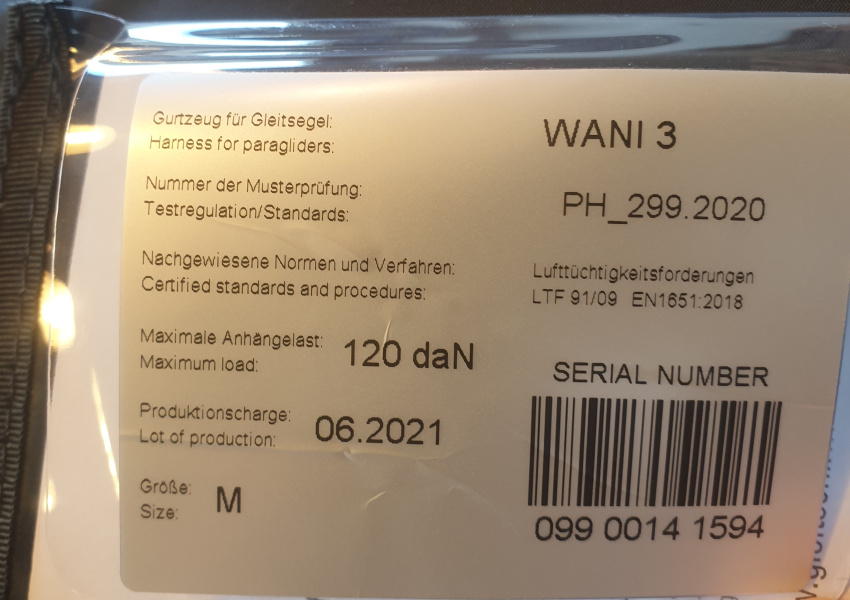 Gurtzeug für Gleitsegel:
Harness for paragliders:
WANI 3
Nummer der Musterprüfung:
Testregulation/Standards:
PH_299.2020
Nachgewiesene Normen und Verfahren:
Certified standards and procedures:
Lufttüchtigkeitsforderungen
LTF 91/09 EN1651:2018
Maximale Anhängelast:
Maximum load:
120 daN
Produktionscharge:
Lot of production:
06.2021
Größe:
Size:
M
SERIAL NUMBER
099 0014 1594